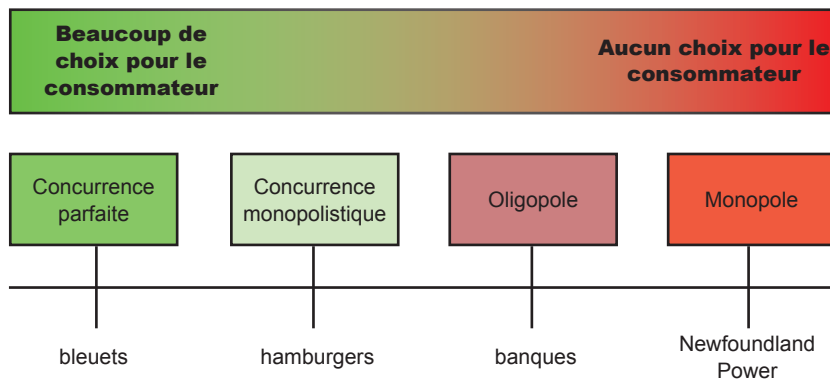 Beaucoup de
choix pour le
consommateur
Aucun choix pour le
consommateur
Concurrence
parfaite
Concurrence
monopolistique
Oligopole
Monopole
bleuets
hamburgers
banques
Newfoundland
Power